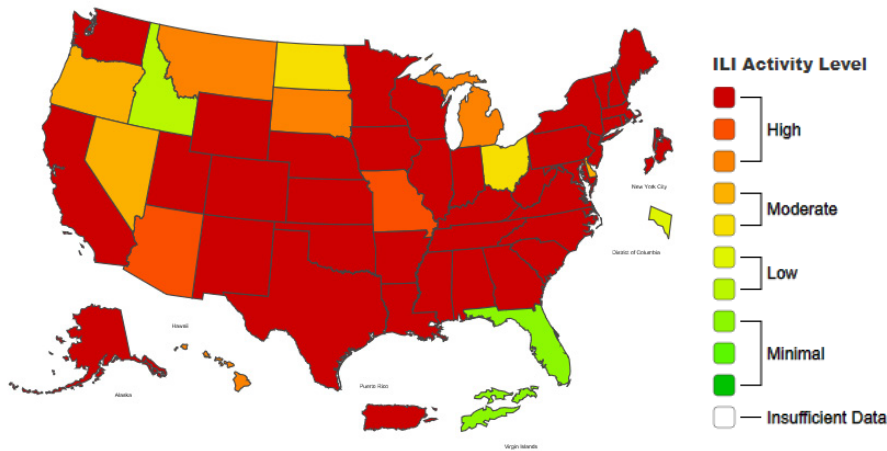 ILI Activity Level
High
Moderate
Low
Minimal
Insufficient Data
New York City
District of Columbia
Hawaii
Alaska
Puerto Rico
Virgin Islands